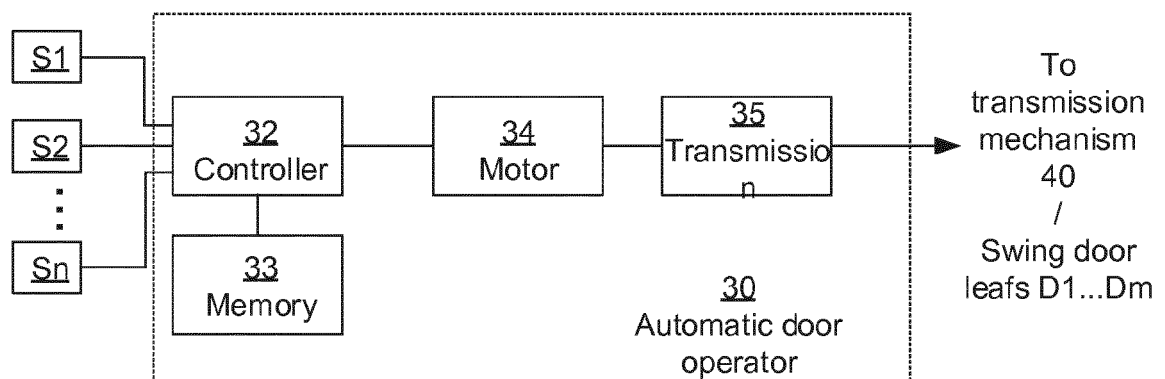 S1
S2
Sn
32
Controller
33
Memory
34
Motor
35
Transmissio
n
30
Automatic door
operator
To
transmission
mechanism
40
/
Swing door
leafs D1...Dm